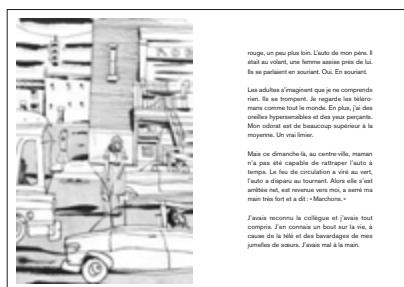 rouge, un peu plus loin. L'auto de mon père. Il
était au volant, une femme assise près de lui.
Ils se parlaient en souriant. Oui. En souriant.
Les adultes s'imaginent que je ne comprends
rien. Ils se trompent. Je regarde les téléro-
mans comme tout le monde. En plus, j'ai des
oreilles hypersensibles et des yeux perçants.
Mon odorat est de beaucoup supérieur à la
moyenne. Un vrai limier.
Mais ce dimanche-là, au centre-ville, maman
n'a pas été capable de rattraper l'auto à
temps. Le feu de circulation a viré au vert,
l'auto a disparu au tournant. Alors elle s'est
arrêtée net, est revenue vers moi, a serré ma
main très fort et a dit : « Marchons. »
J'avais reconnu la collègue et j'avais tout
compris. J'en connais un bout sur la vie, à
cause de la télé et des bavardages de mes
jumelles de sœurs. J'avais mal à la main.